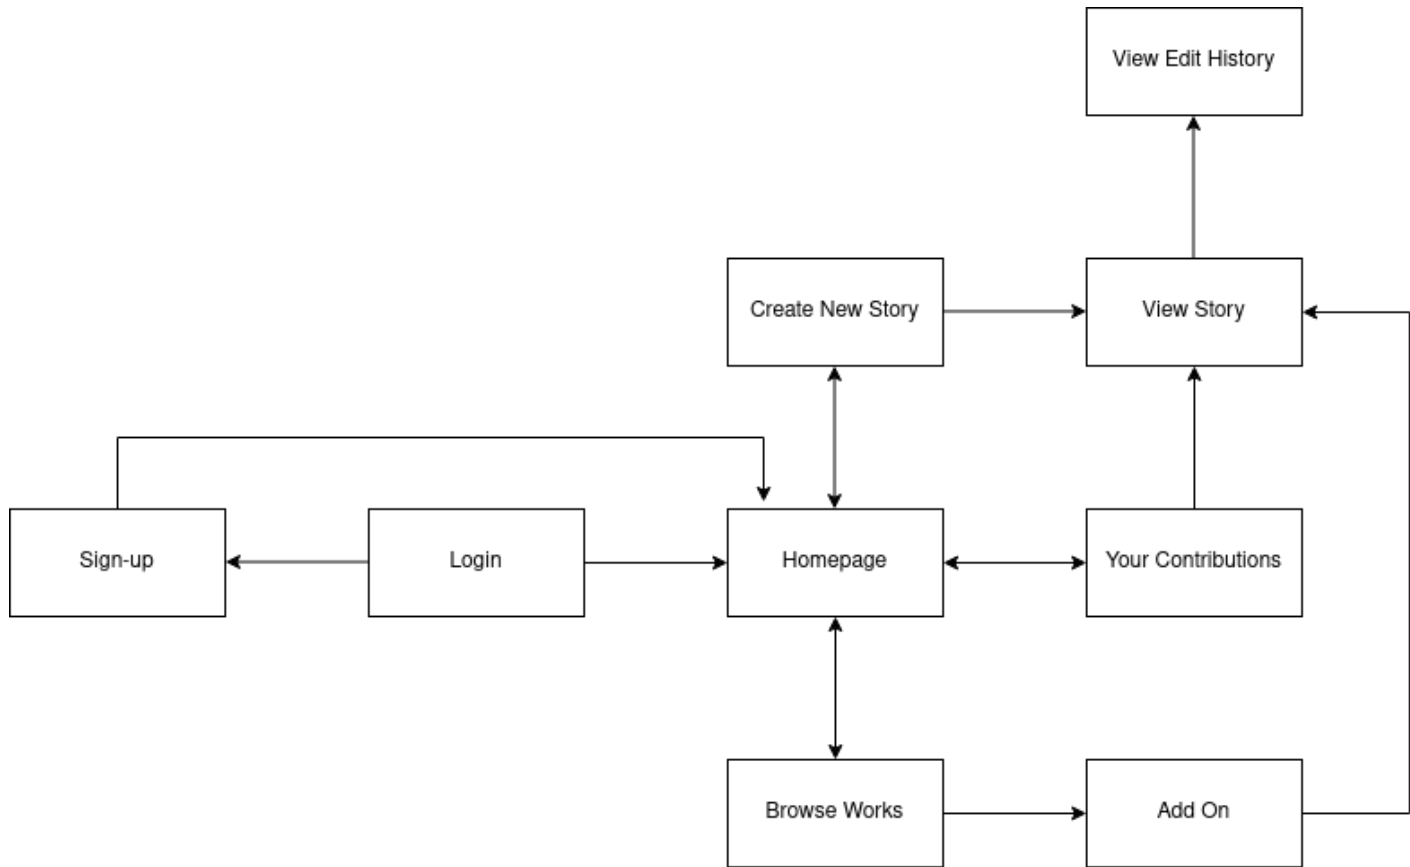 View Edit History
Create New Story
View Story
Sign-up
Login
Homepage
Your Contributions
Browse Works
Add On